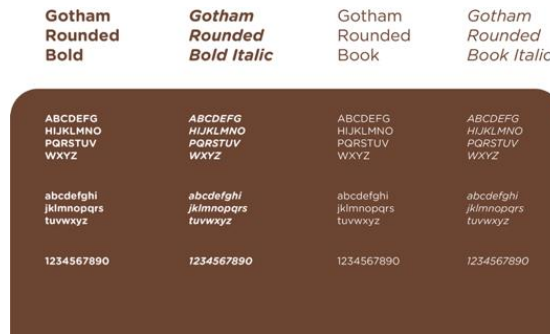 Gotham
Rounded
Bold
Gotham
Rounded
Bold Italic
Gotham
Rounded
Book
Gotham
Rounded
Book Italic
ABCDEFG
HIJKLMNO
PQRSTUV
WXYZ
abcdefghi
jklmnopqrs
tuvwxyz
1234567890
ABCDEFG
HIJKLMNO
PQRSTUV
WXYZ
abcdefghi
jklmnopqrs
tuvwxyz
1234567890
ABCDEFG
HIJKLMNO
PQRSTUV
WXYZ
abcdefghi
jklmnopqrs
tuvwxyz
1234567890
ABCDEFG
HIJKLMNO
PQRSTUV
WXYZ
abcdefghi
jklmnopqrs
tuvwxyz
1234567890